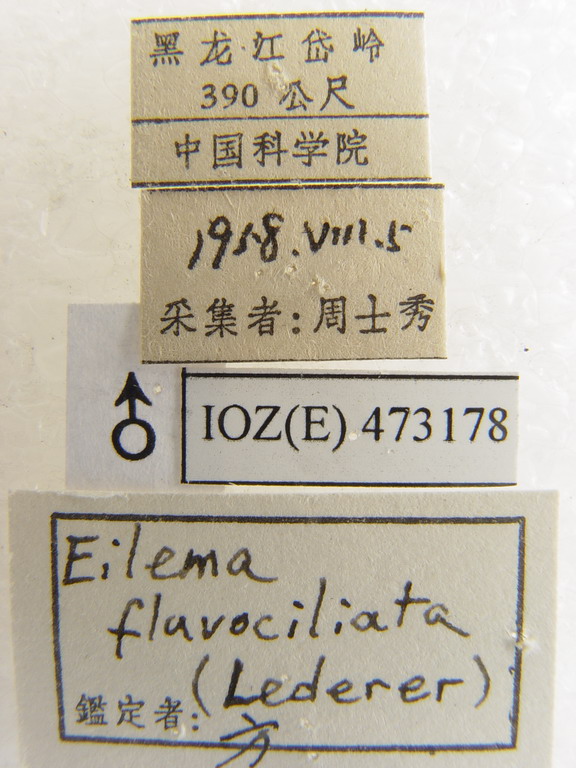 黑龙江岱岭
390 公尺
中国科学院
1958.VIII.5
采集者:周士秀
♂
IOZ(E) 473178
Eilema
flavociliata
(Lederer)
鑑定者:方